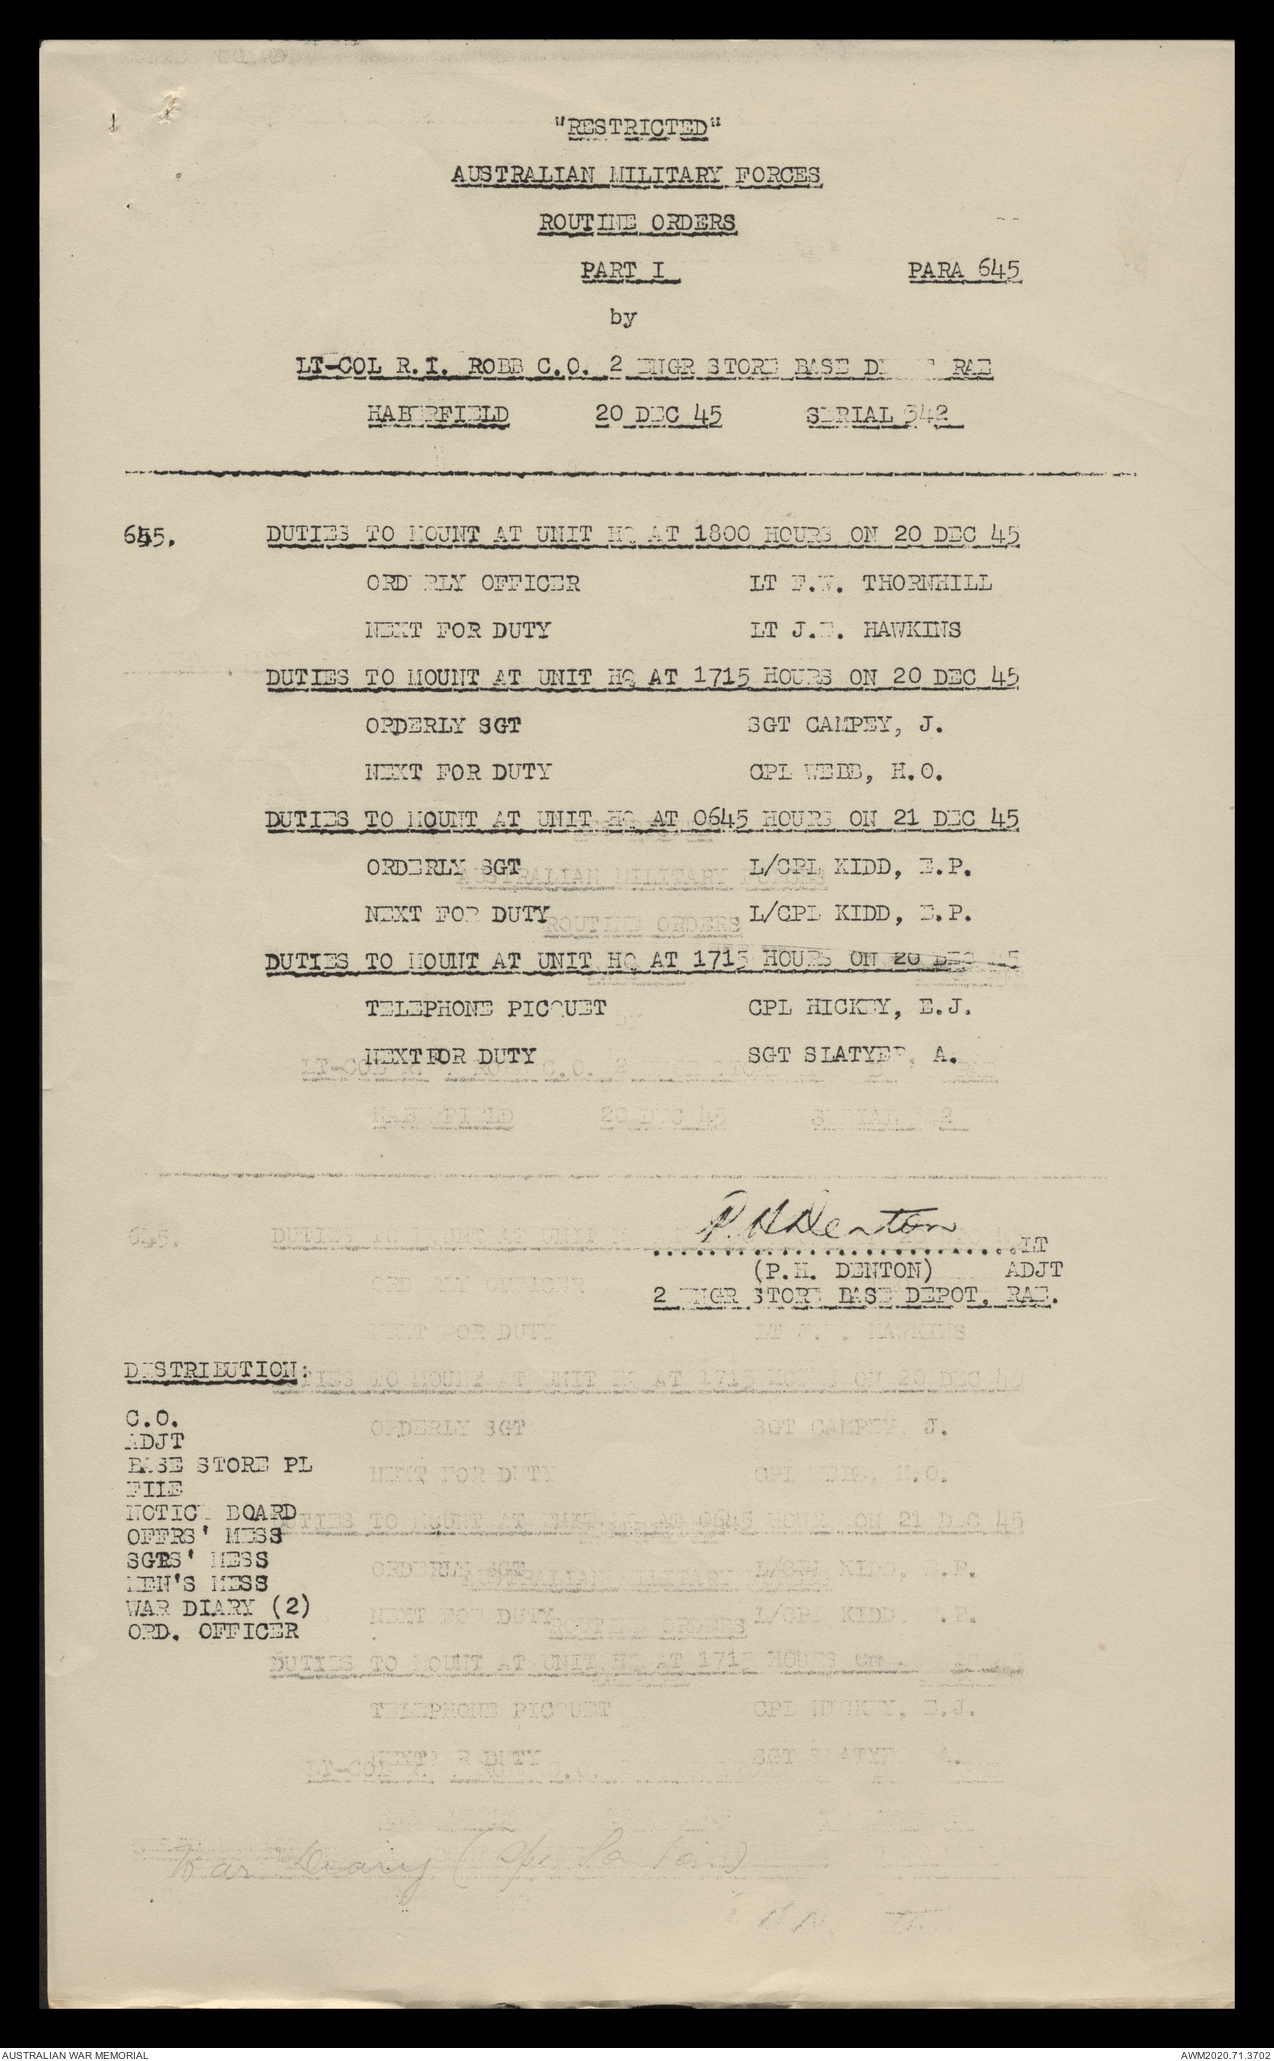 "RESTRICTED"
AUSTRALIAN MILITARY FORCES
ROUTINE ORDERS
PART I PARA 645
by
LT-COL R.I. ROBB C.O. 2 ENGR STORE BASE DEPOT RAE
HABERFIELD 20 DEC 45 SERIAL 342
645. DUTIES TO MOUNT AT UNIT HQ AT 1800 HOURS ON 20 DEC 45
ORDERLY OFFICER LT F.W. THORNHILL
NEXT FOR DUTY LT J. HAWKINS
DUTIES TO MOUNT AT UNIT HQ AT 1715 HOURS ON 20 DEC 45
ORDERLY SGT SGT CAMPEY, J.
NEXT FOR DUTY CPL WEBB, H.O.
DUTIES TO MOUNT AT UNIT HQ AT 0645 HOURS ON 21 DEC 45
ORDERLY SGT L/CPL KIDD, E.P.
NEXT FOR DUTY L/CPL KIDD, E.P.
DUTIES TO MOUNT AT UNIT HQ AT 1715 HOURS ON 20 DEC 45
TELEPHONE PICQUET CPL HICKEY, E.J.
NEXT FOR DUTY SGT SLATYER, A.
P.H Denton
..........................LT
(P.H. DENTON) ADJT
2 ENGR STORE BASE DEPOT, RAE.
DISTRIBUTION:
C.O.
ADJT
BASE STORE PL
FILE
NOTICE BOARD
OFFRS' MESS
SGTS' MESS
MEN'S MESS
WAR DIARY (2)
ORD. OFFICER
War Diary
AUSTRALIAN WAR MEMORIAL AWM2020.71.3702